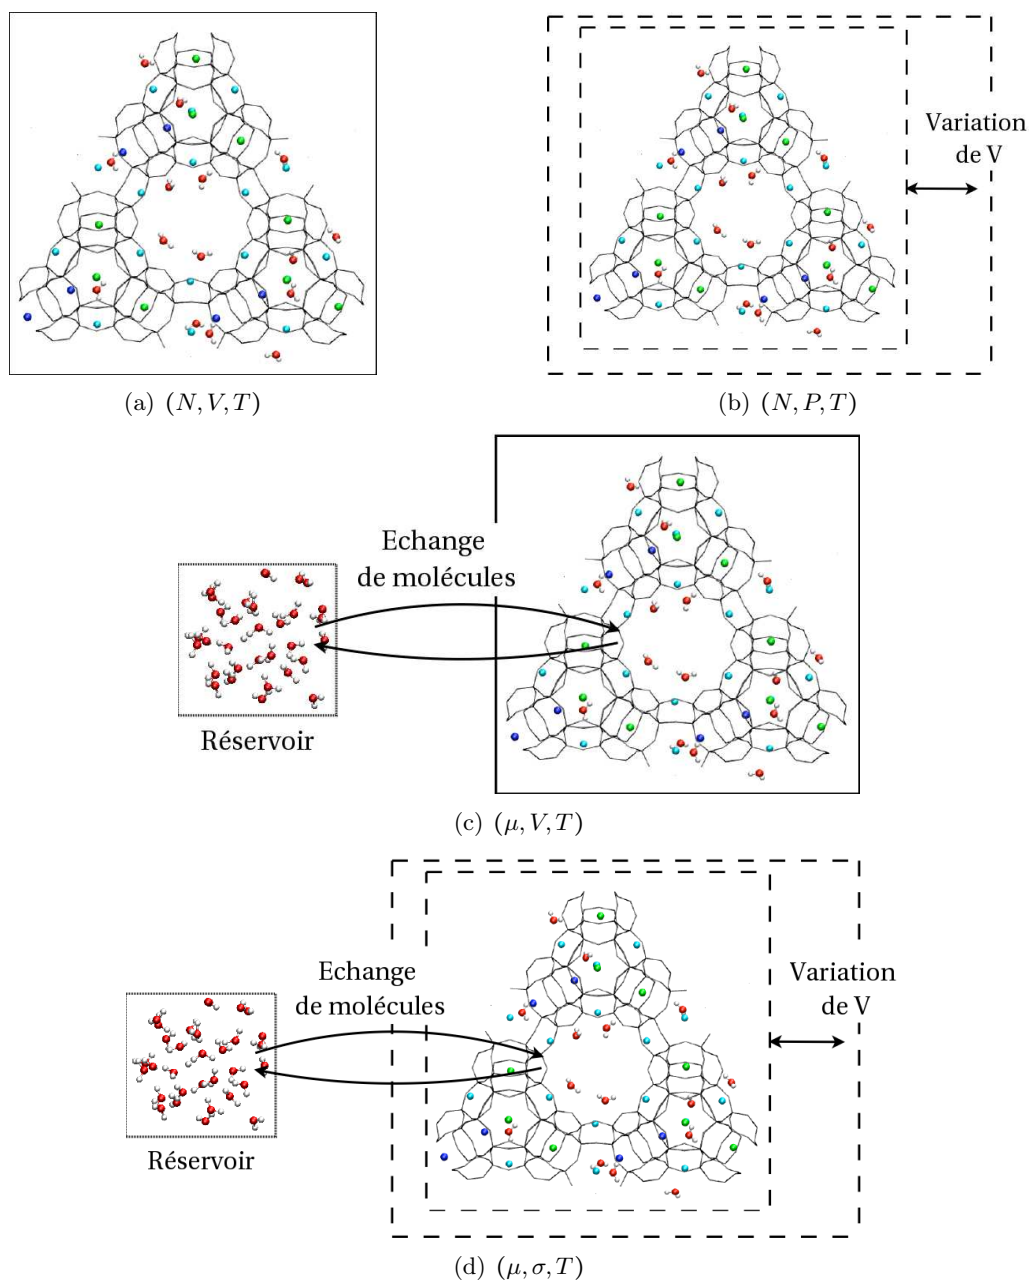 Variation
de V
(a) (N, V, T)
(b) (N, P, T)
Echange
de molécules
Réservoir
(c) (μ, V, T)
Echange
de molécules
Variation
de V
Réservoir
(d) (μ, σ, T)